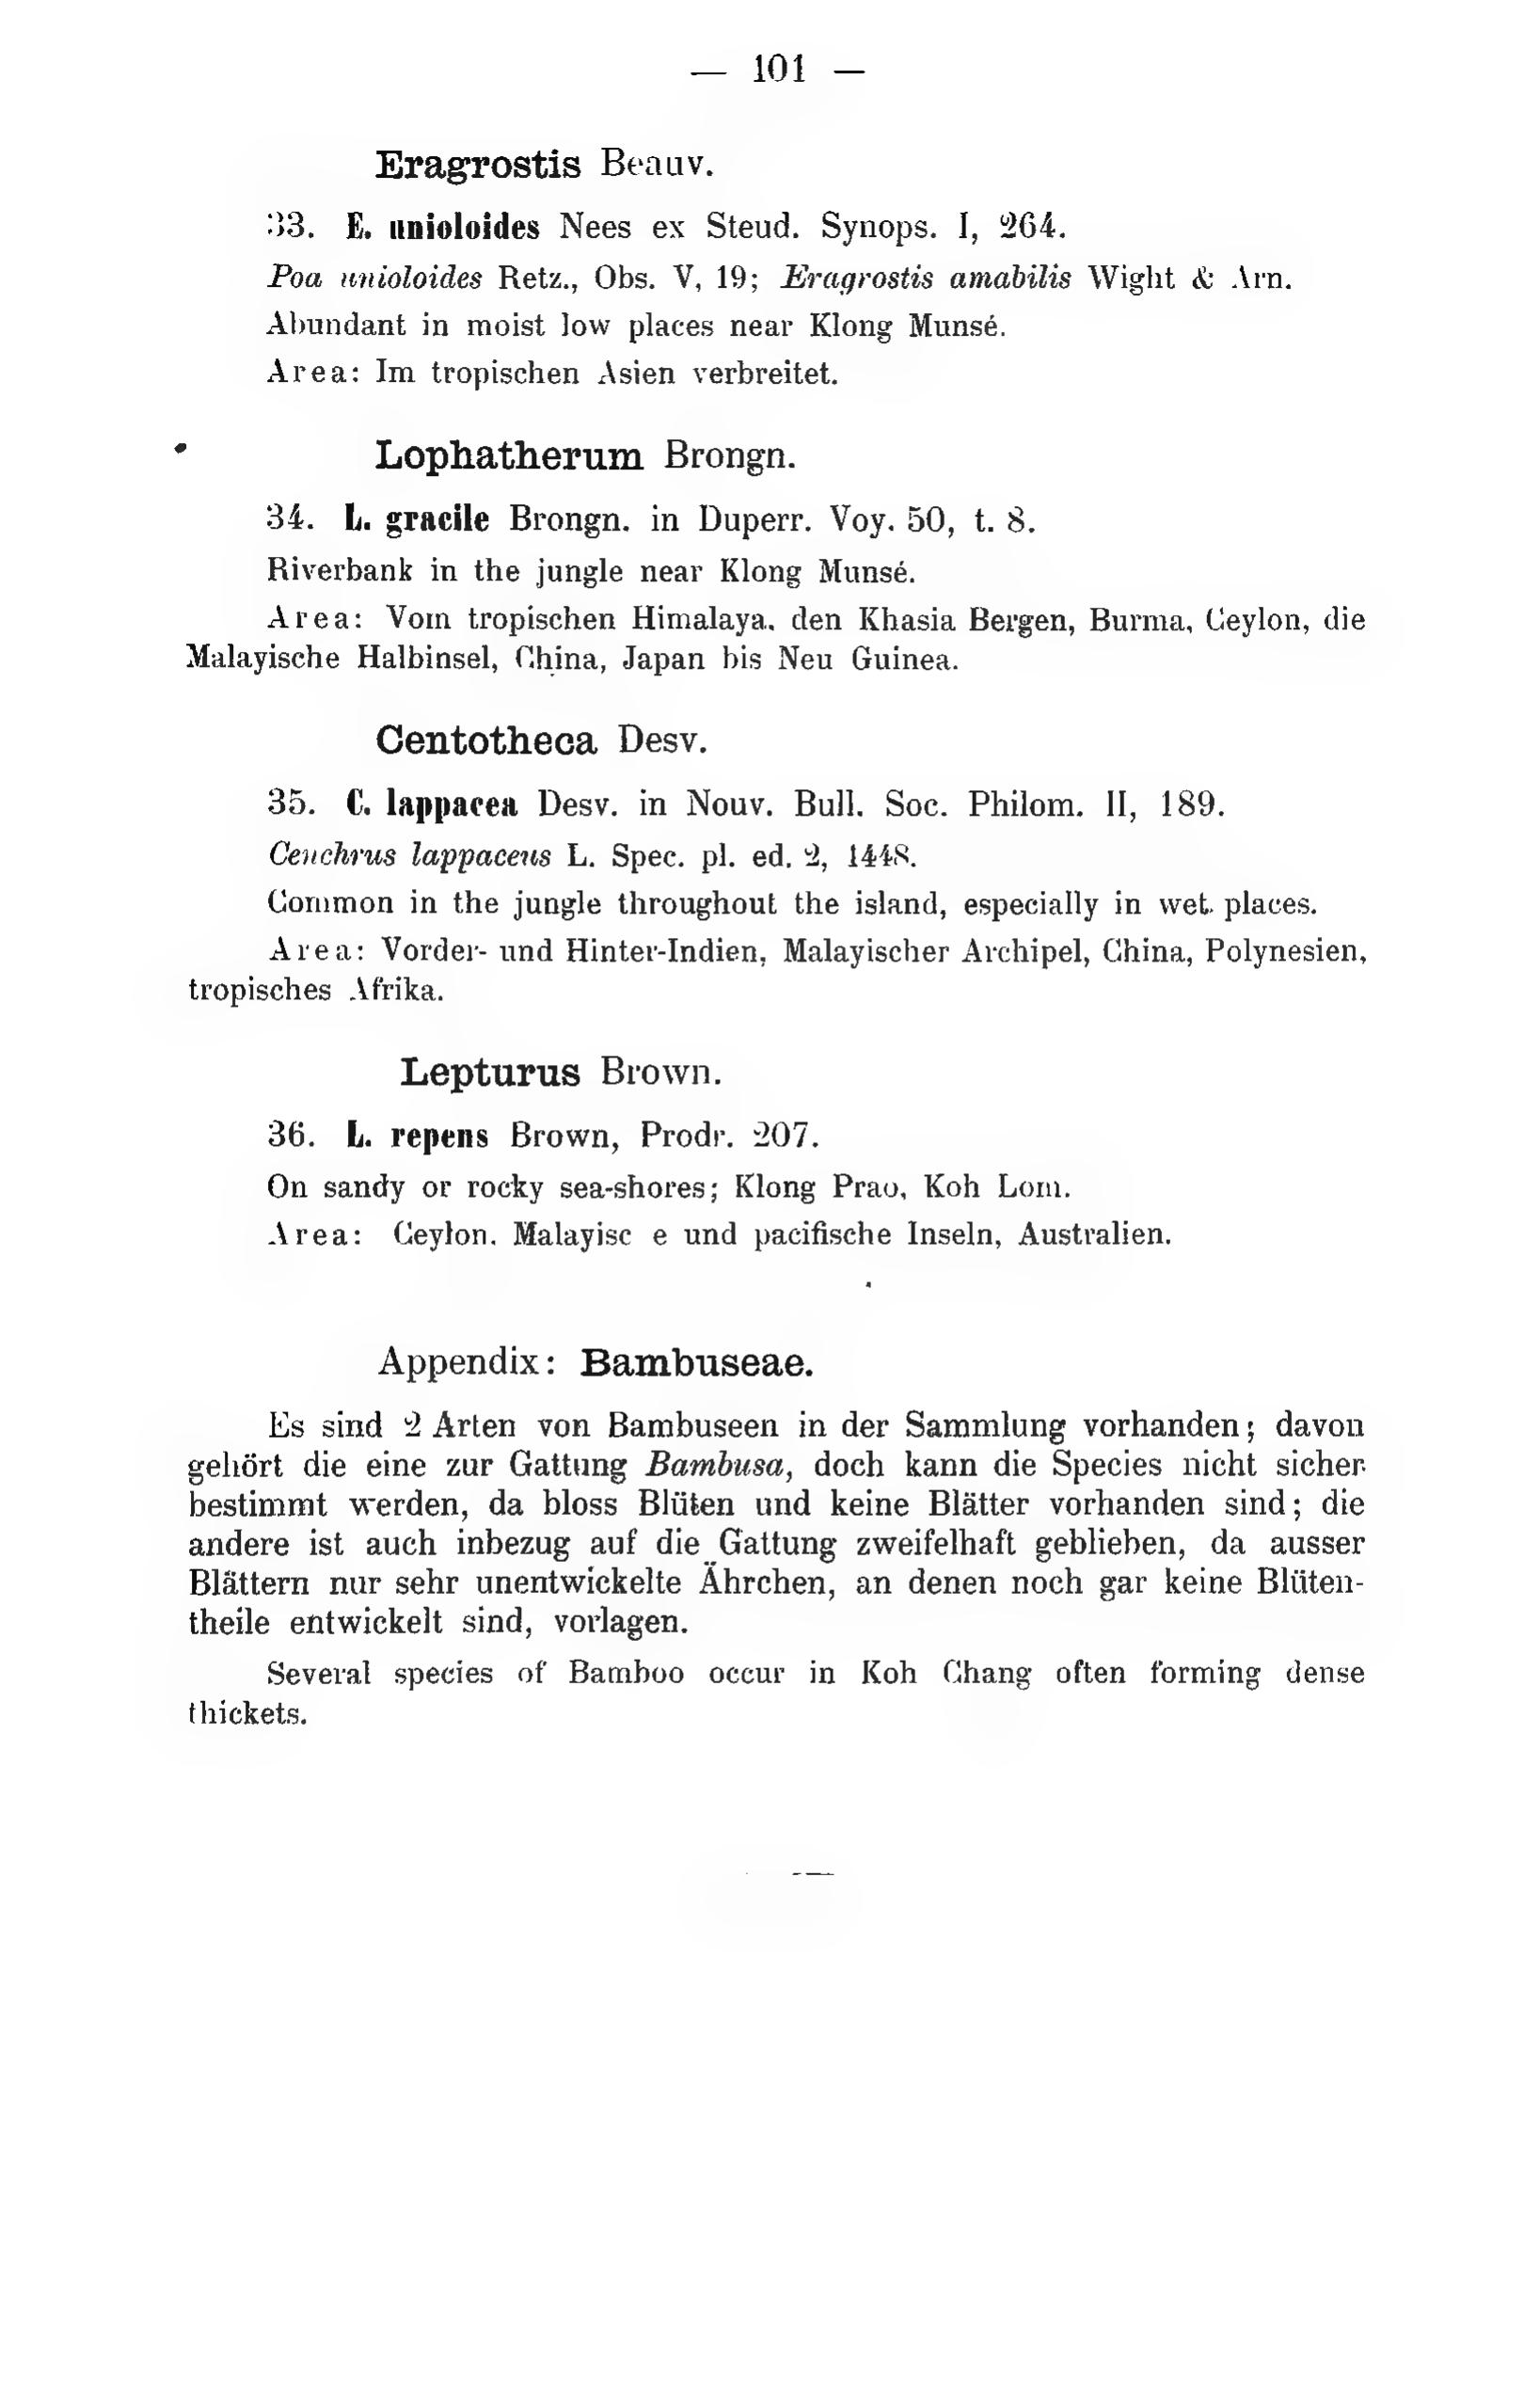 — 101 —
Eragrostis Beauv.
33. E. unioloides Nees ex Steud. Synops. I, 264.
Poa unioloides Retz., Obs. V, 19; Eragrostis amabilis Wight & Arn.
Abundant in moist low places near Klong Munsé.
Area: Im tropischen Asien verbreitet.
Lophatherum Brongn.
34. L. gracile Brongn. in Duperr. Voy. 50, t. 8.
Riverbank in the jungle near Klong Munsé.
Area: Vom tropischen Himalaya, den Khasia Bergen, Burma, Ceylon, die
Malayische Halbinsel, China, Japan bis Neu Guinea.
Centotheca Desv.
35. C. lappacea Desv. in Nouv. Bull. Soc. Philom. II, 189.
Cenchrus lappaceus L. Spec. pl. ed. 2, 1448.
Common in the jungle throughout the island, especially in wet places.
Area: Vorder- und Hinter-Indien, Malayischer Archipel, China, Polynesien,
tropisches Afrika.
Lepturus Brown.
36. L. repens Brown, Prodr. 207.
On sandy or rocky sea-shores; Klong Prao, Koh Lom.
Area: Ceylon. Malayisc e und pacifische Inseln, Australien.
Appendix: Bambuseae.
Es sind 2 Arten von Bambuseen in der Sammlung vorhanden; davon
gehört die eine zur Gattung Bambusa, doch kann die Species nicht sicher
bestimmt werden, da bloss Blüten und keine Blätter vorhanden sind; die
andere ist auch inbezug auf die Gattung zweifelhaft geblieben, da ausser
Blättern nur sehr unentwickelte Ährchen, an denen noch gar keine Blüten-
theile entwickelt sind, vorlagen.
Several species of Bamboo occur in Koh Chang often forming dense
thickets.